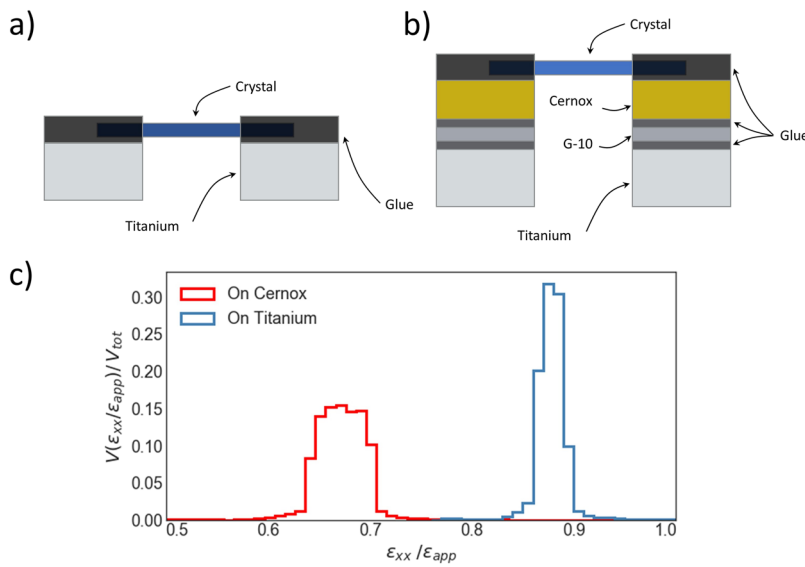 a)
Crystal
Titanium
Glue
b)
Crystal
Cernox
G-10
Glue
Titanium
c)
On Cernox
On Titanium
V(εxx/εapp)/Vtot
0.30
0.25
0.20
0.15
0.10
0.05
0.00
0.5 0.6 0.7 0.8 0.9 1.0
εxx /εapp